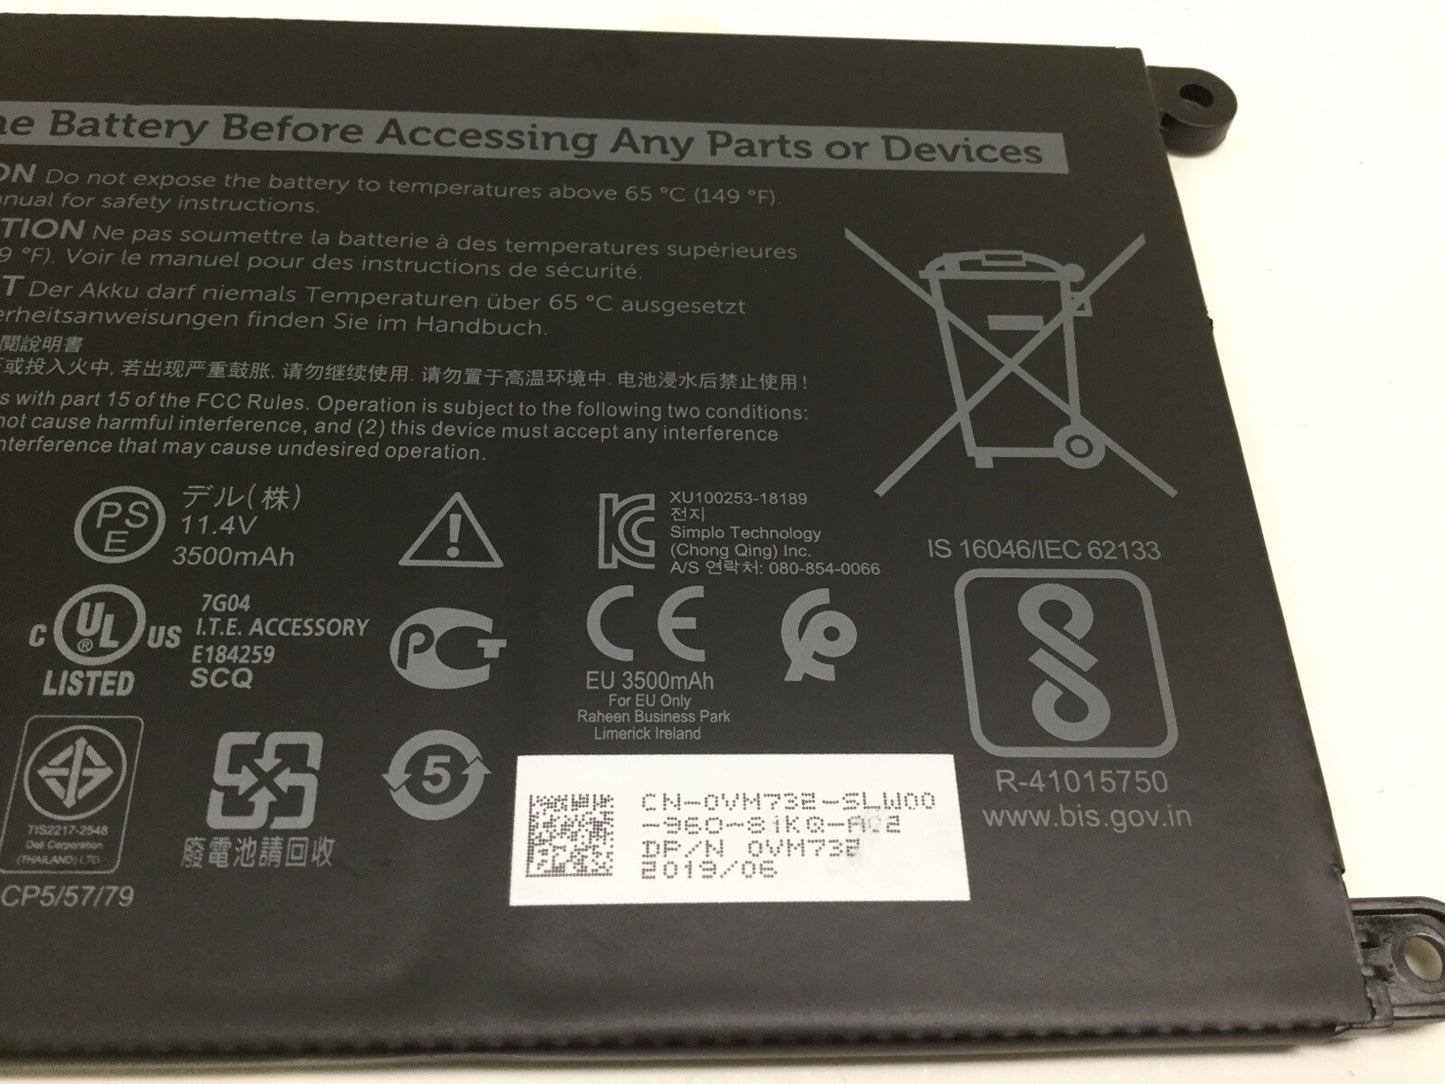 he Battery Before Accessing Any Parts or Devices
ON Do not expose the battery to temperatures above 65 °C (149 °F).
nual for safety instructions.
TION Ne pas soumettre la batterie à des temperatures supérieures
9 °F). Voir le manuel pour des instructions de sécurité.
T Der Akku darf niemals Temperaturen über 65 °C ausgesetzt
erheitsanweisungen finden Sie im Handbuch.
閱說明書
或投入火中, 若出现严重鼓胀, 请勿继续使用. 请勿置于高温环境中. 电池浸水后禁止使用!
s with part 15 of the FCC Rules. Operation is subject to the following two conditions:
not cause harmful interference, and (2) this device must accept any interference
nterference that may cause undesired operation.
PS
E
デル(株)
11.4V
3500mAh
XU100253-18189
전지
Simplo Technology
(Chong Qing) Inc.
A/S 연락처: 080-854-0066
IS 16046/IEC 62133
C UL ® US
LISTED
7G04
I.T.E. ACCESSORY
E184259
SCQ
CE
EU 3500mAh
For EU Only
Raheen Business Park
Limerick Ireland
R-41015750
www.bis.gov.in
TIS2217-2548
Dell Corporation
(THAILAND) LTD
CP5/57/79
廢電池請回收
5
CN-0VM732-SLW00
-960-81KQ-A02
DP/N 0VM732
2019/06